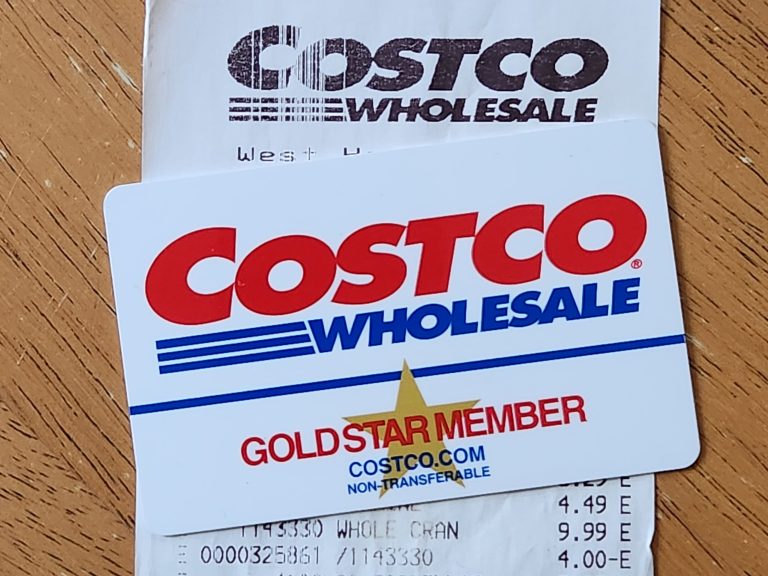 COSTCO
WHOLESALE
West
COSTCO®
WHOLESALE
GOLD STAR MEMBER
COSTCO.COM
NON-TRANSFERABLE
4.49 E
1143330 WHOLE CRAN 9.99 E
E 0000325861 /1143330 4.00-E